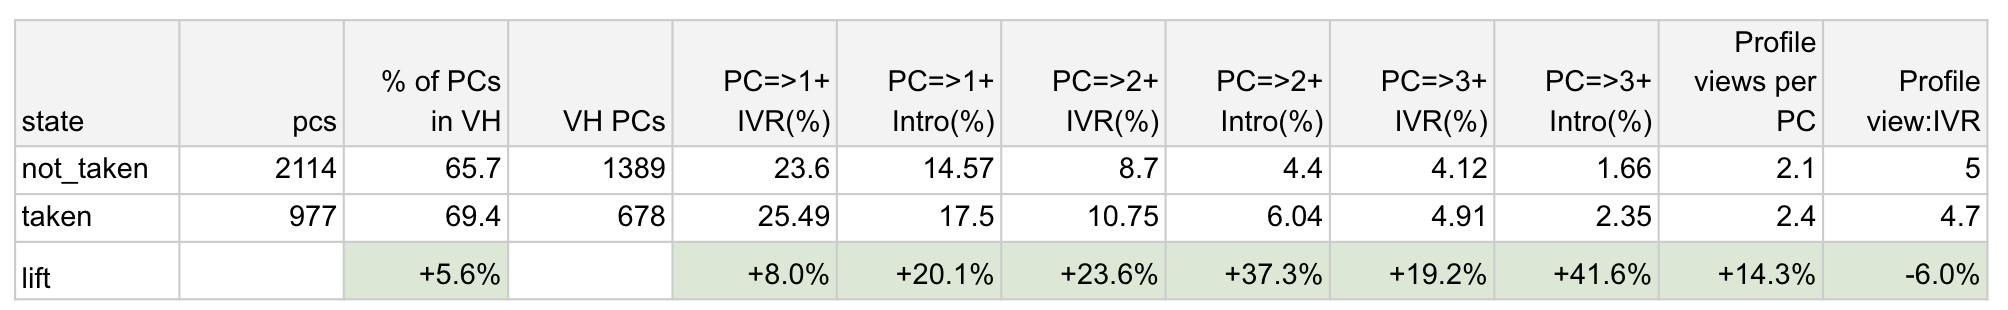 state pcs % of PCs in VH VH PCs PC=>1+ IVR(%) PC=>1+ Intro(%) PC=>2+ IVR(%) PC=>2+ Intro(%) PC=>3+ IVR(%) PC=>3+ Intro(%) Profile views per PC Profile view:IVR
not_taken 2114 65.7 1389 23.6 14.57 8.7 4.4 4.12 1.66 2.1 5
taken 977 69.4 678 25.49 17.5 10.75 6.04 4.91 2.35 2.4 4.7
lift +5.6% +8.0% +20.1% +23.6% +37.3% +19.2% +41.6% +14.3% -6.0%